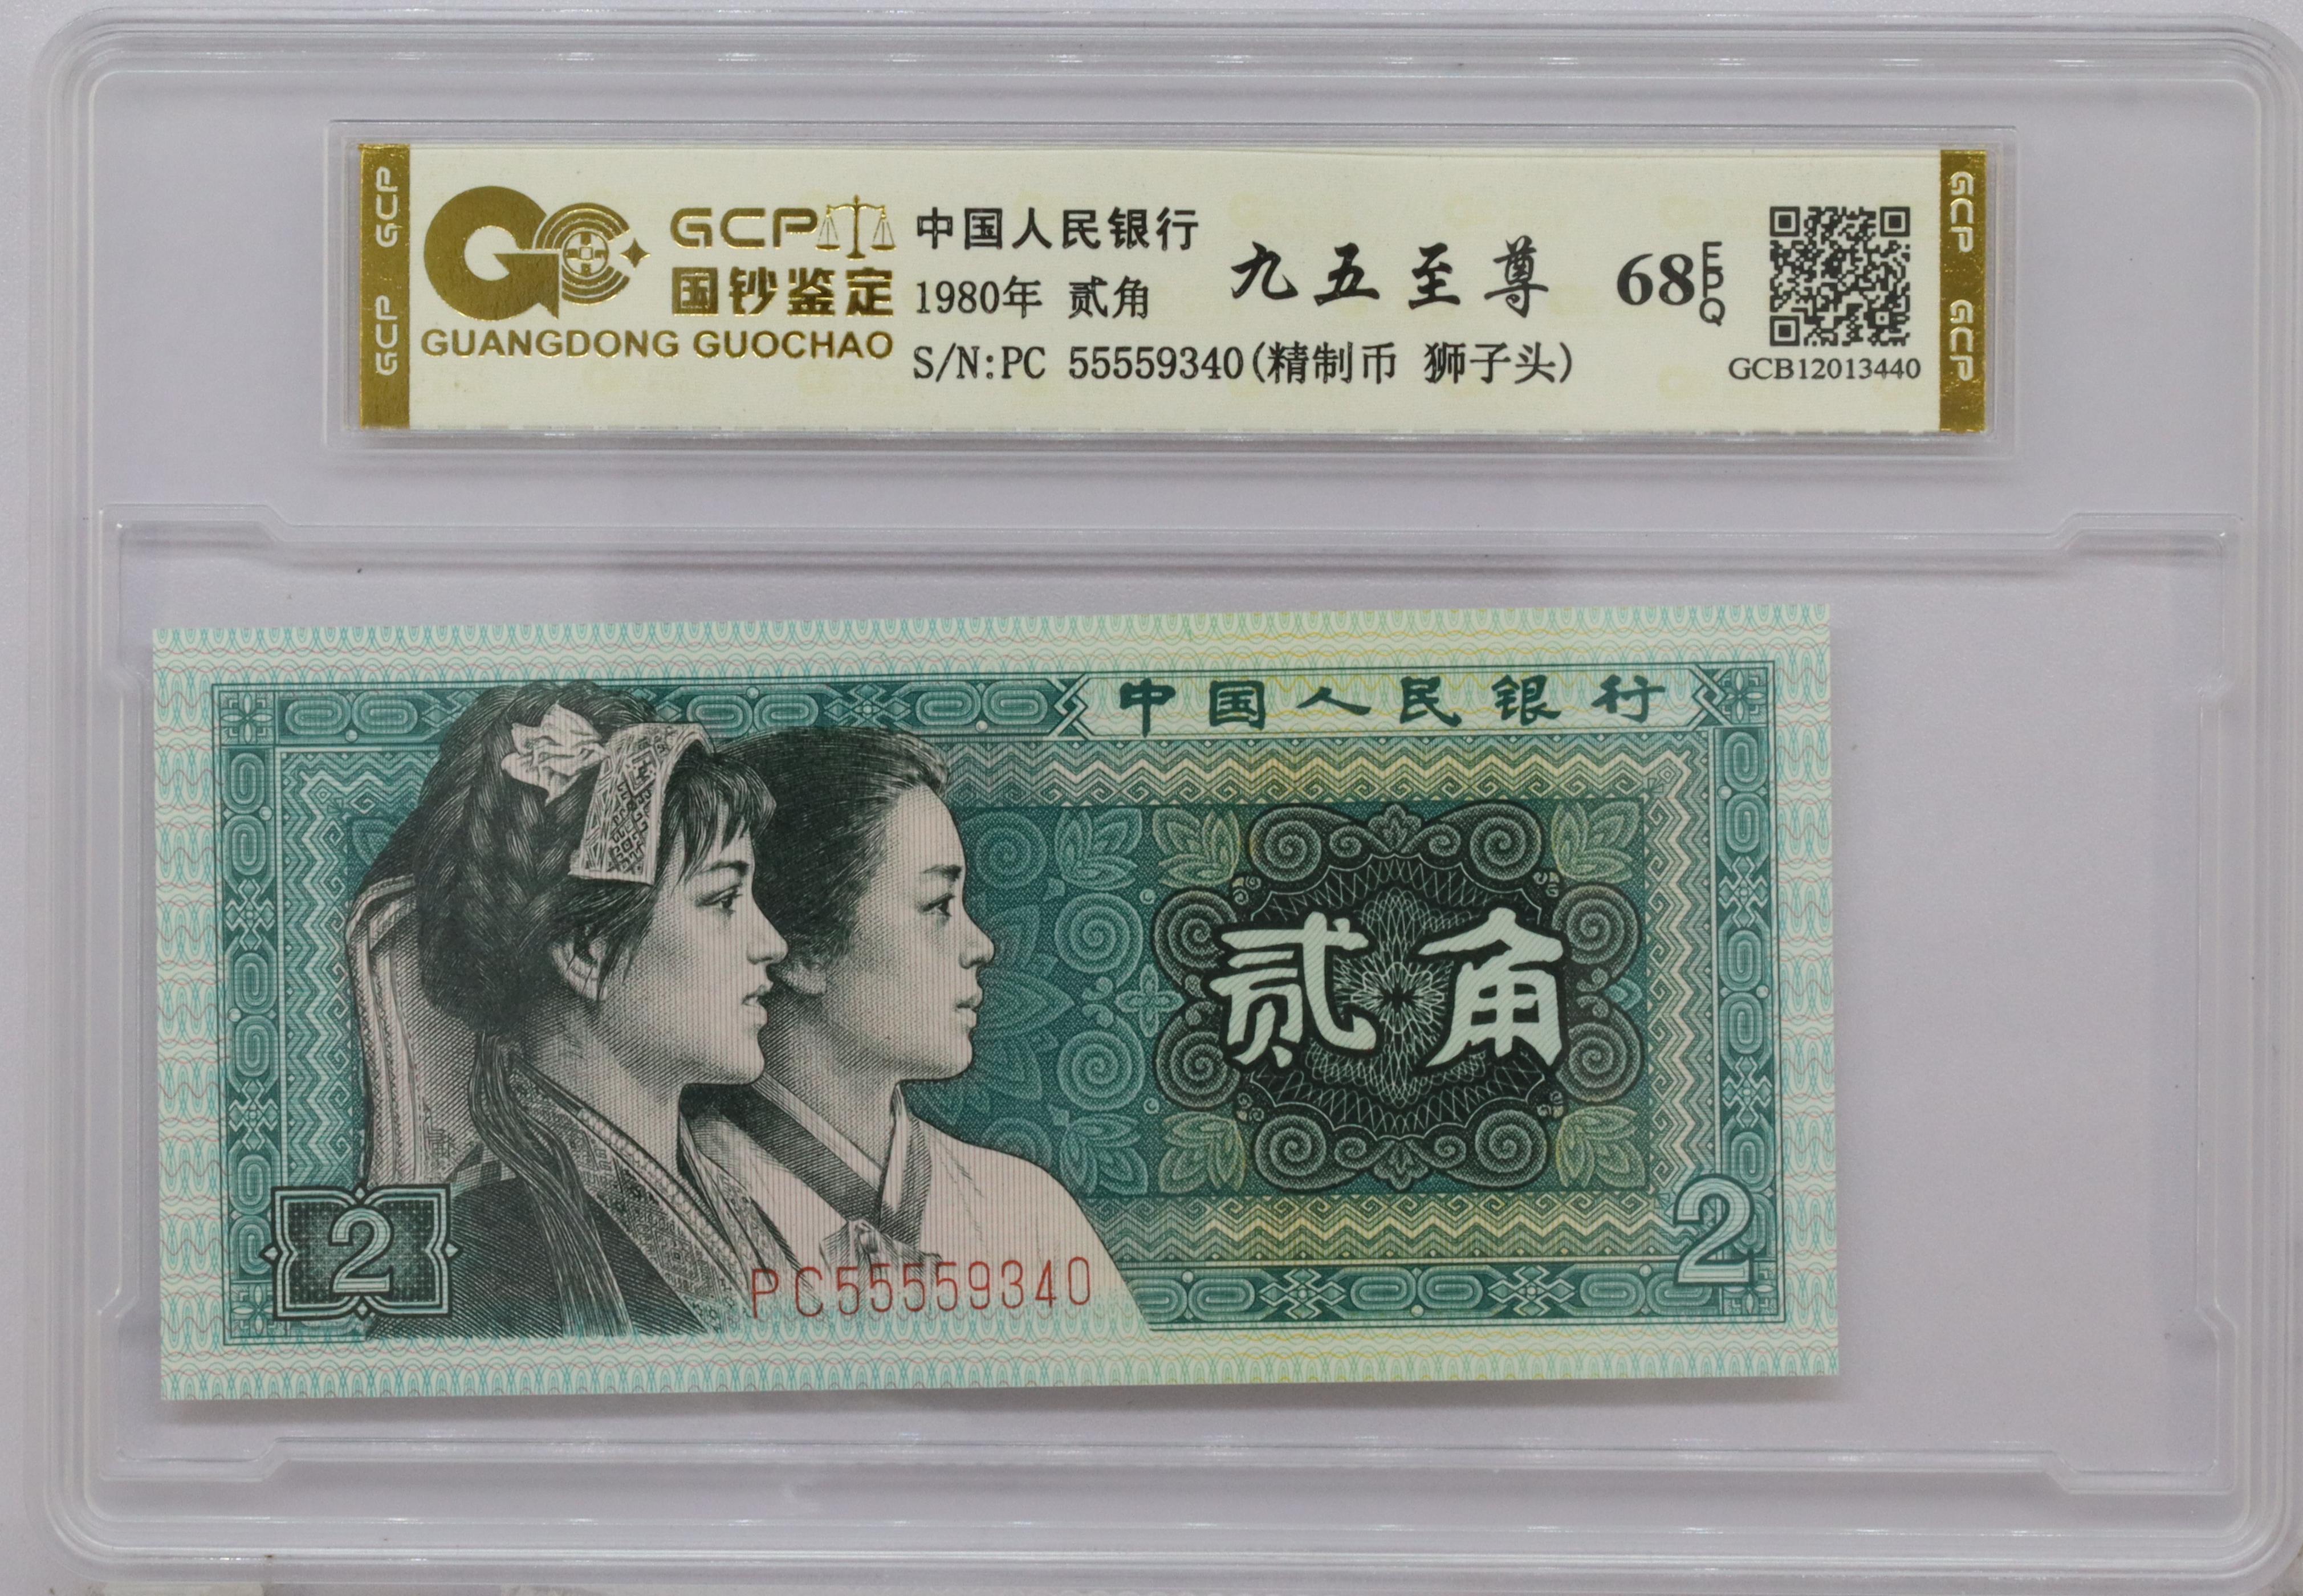 GCP GCP
GCP
国钞鉴定
GUANGDONG GUOCHAO
中国人民银行
1980年 贰角
S/N:PC 55559340(精制币 狮子头)
九五至尊
68 EPQ
GCB12013440
GCP GCP
中国人民银行
贰角
2
PC55559340
2